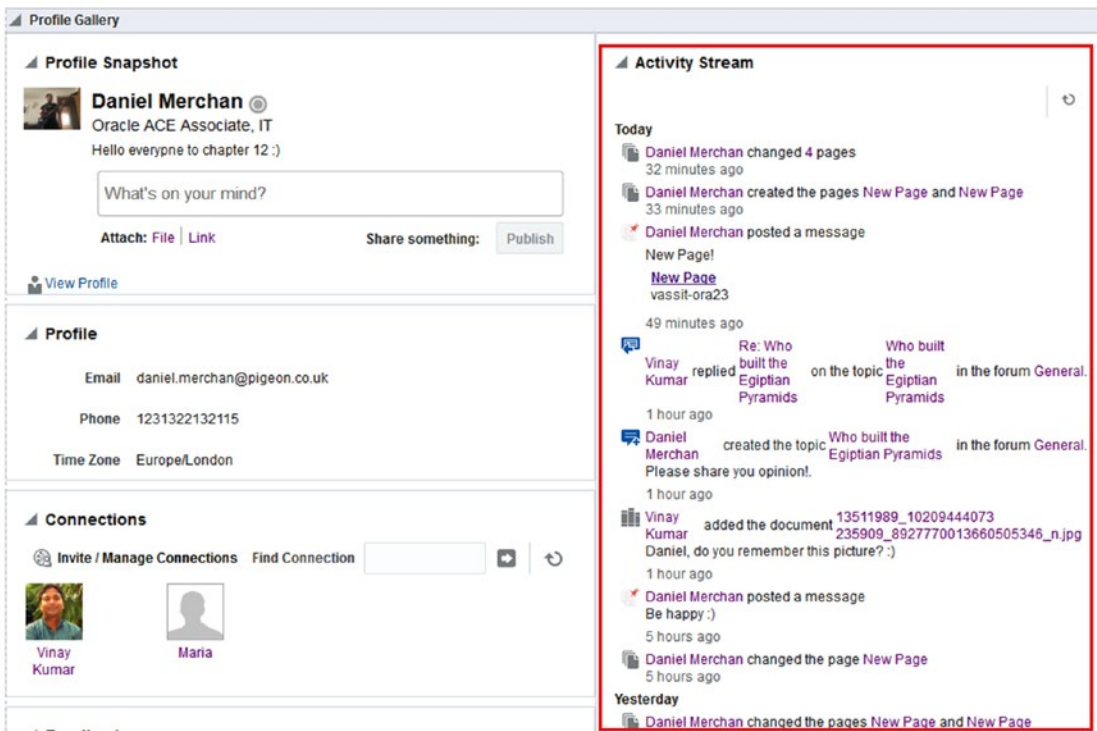 Profile Gallery
Profile Snapshot
Daniel Merchan
Oracle ACE Associate, IT
Hello everypne to chapter 12 :)
What's on your mind?
Attach: File | Link
Share something: Publish
View Profile
Profile
Email daniel.merchan@pigeon.co.uk
Phone 1231322132115
Time Zone Europe/London
Connections
Invite / Manage Connections Find Connection
Vinay
Kumar
Maria
Activity Stream
Today
Daniel Merchan changed 4 pages
32 minutes ago
Daniel Merchan created the pages New Page and New Page
33 minutes ago
Daniel Merchan posted a message
New Page!
New Page
vassit-ora23
49 minutes ago
Vinay
Kumar
replied
Re: Who
built the
Egiptian
Pyramids
on the topic
Who built
the
Egiptian
Pyramids
in the forum General.
1 hour ago
Daniel
Merchan
created the topic
Who built the
Egiptian Pyramids
in the forum General.
Please share you opinion!.
1 hour ago
Vinay
Kumar
added the document
13511989_10209444073
235909_8927770013660505346_n.jpg
Daniel, do you remember this picture? :)
1 hour ago
Daniel Merchan posted a message
Be happy :)
5 hours ago
Daniel Merchan changed the page New Page
5 hours ago
Yesterday
Daniel Merchan changed the pages New Page and New Page